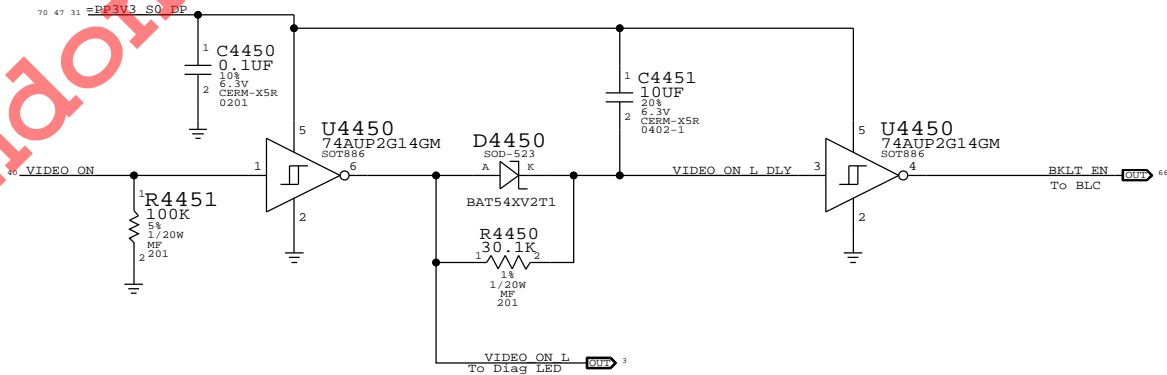 70 47 31 =PP3V3_S0_DP
1 C4450
0.1UF
10%
6.3V
2 CERM-X5R
0201
1 C4451
10UF
20%
6.3V
2 CERM-X5R
0402-1
5 U4450
74AUP2G14GM
SOT886
1 6
2
D4450
SOD-523
A K
BAT54XV2T1
5 U4450
74AUP2G14GM
SOT886
3 4
2
VIDEO_ON
VIDEO_ON_L_DLY
BKLT_EN OUT 66
To BLC
1 R4451
100K
5%
1/20W
MF
2 201
R4450
30.1K
1 2
1%
1/20W
MF
201
VIDEO_ON_L OUT 3
To Diag LED